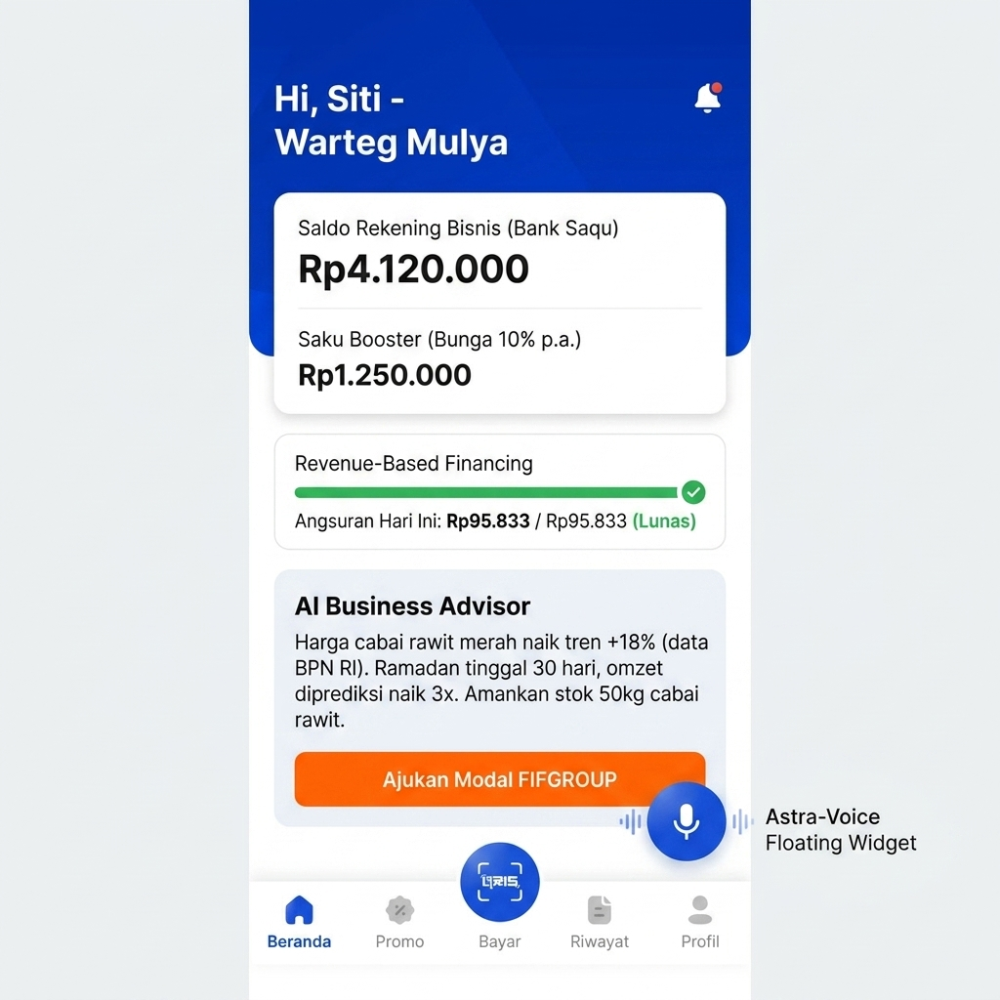 Hi, Siti -
Warteg Mulya
Saldo Rekening Bisnis (Bank Saqu)
Rp4.120.000
Saku Booster (Bunga 10% p.a.)
Rp1.250.000
Revenue-Based Financing
Angsuran Hari Ini: Rp95.833 / Rp95.833 (Lunas)
AI Business Advisor
Harga cabai rawit merah naik tren +18% (data
BPN RI). Ramadan tinggal 30 hari, omzet
diprediksi naik 3x. Amankan stok 50kg cabai
rawit.
Ajukan Modal FIFGROUP
Astra-Voice
Floating Widget
Beranda
Promo
Bayar
Riwayat
Profil